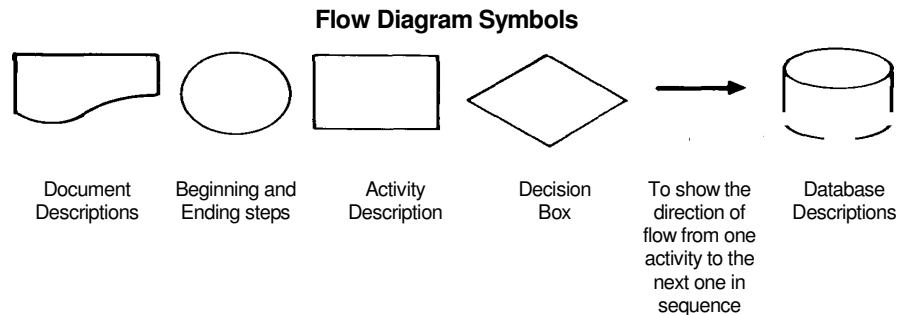 Flow Diagram Symbols
Document
Descriptions
Beginning and
Ending steps
Activity
Description
Decision
Box
To show the
direction of
flow from one
activity to the
next one in
sequence
Database
Descriptions